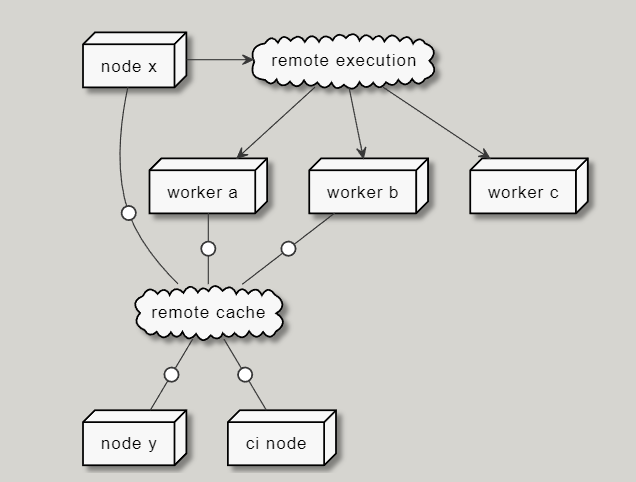 node x
remote execution
worker a
worker b
worker c
remote cache
node y
ci node